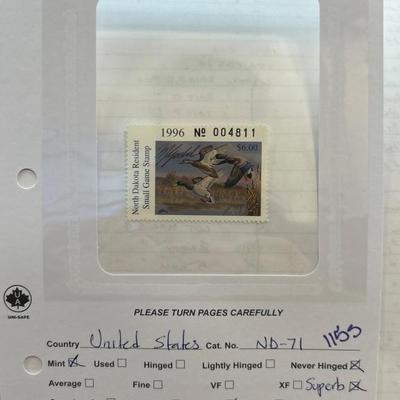 1996 Nº 004811
$6.00
North Dakota Resident
Small Game Stamp
UNI-SAFE
PLEASE TURN PAGES CAREFULLY
Country United States Cat. No. ND-71 1155
Mint Used Hinged Lightly Hinged Never Hinged
Average Fine VF XF Superb